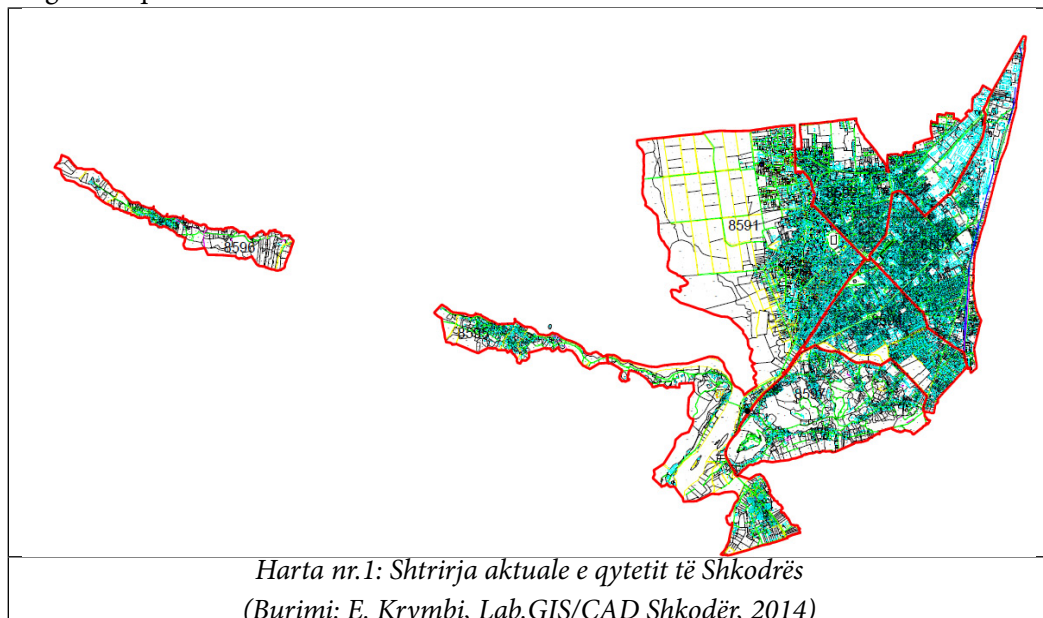 8591
8596
8595
8597
Harta nr.1: Shtrirja aktuale e qytetit të Shkodrës
(Burimi: E. Krymbi, Lab.GIS/CAD Shkodër, 2014)